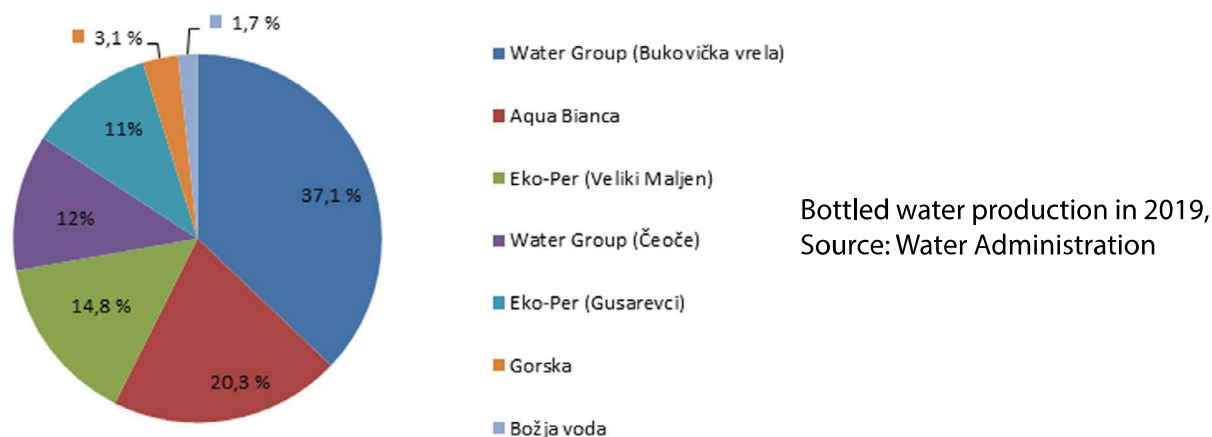 1,7 %
3,1 %
11%
37,1 %
12%
14,8 %
20,3 %
Water Group (Bukovička vrela)
Aqua Bianca
Eko-Per (Veliki Maljen)
Water Group (Čeoče)
Eko-Per (Gusarevci)
Gorska
Božja voda
Bottled water production in 2019,
Source: Water Administration